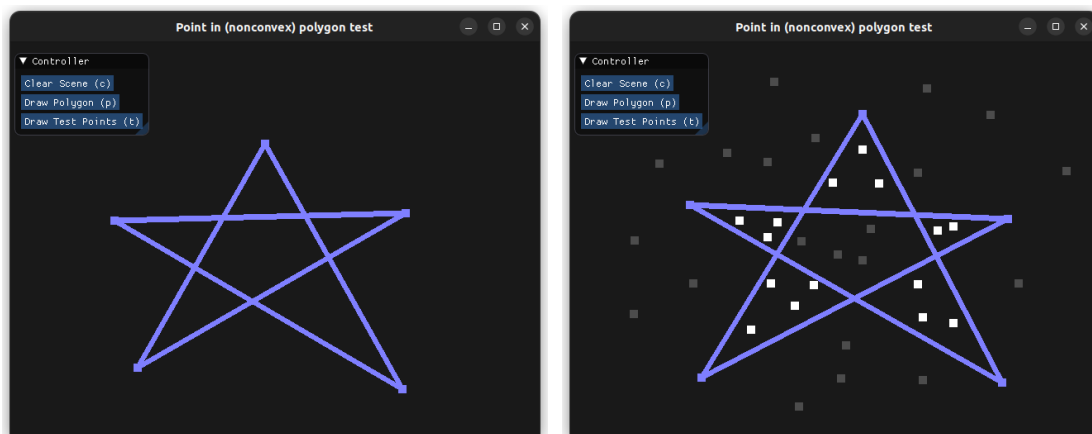 Point in (nonconvex) polygon test
▼ Controller
Clear Scene (c)
Draw Polygon (p)
Draw Test Points (t)
Point in (nonconvex) polygon test
▼ Controller
Clear Scene (c)
Draw Polygon (p)
Draw Test Points (t)